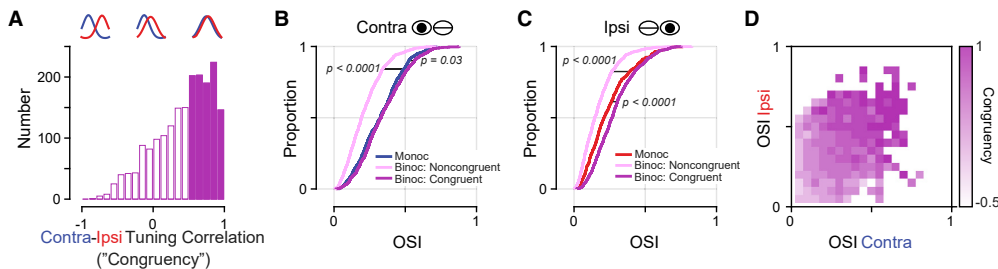 A
Number
200
100
0
-1
0
1
Contra-Ipsi Tuning Correlation
("Congruency")
B
Contra
Proportion
1
0
p < 0.0001
p = 0.03
Monoc
Binoc: Noncongruent
Binoc: Congruent
0
1
OSI
C
Ipsi
Proportion
1
0
p <0.0001
p < 0.0001
Monoc
Binoc: Noncongruent
Binoc: Congruent
0
1
OSI
D
OSI Ipsi
1
0
0
1
OSI Contra
1
Congruency
-0.5